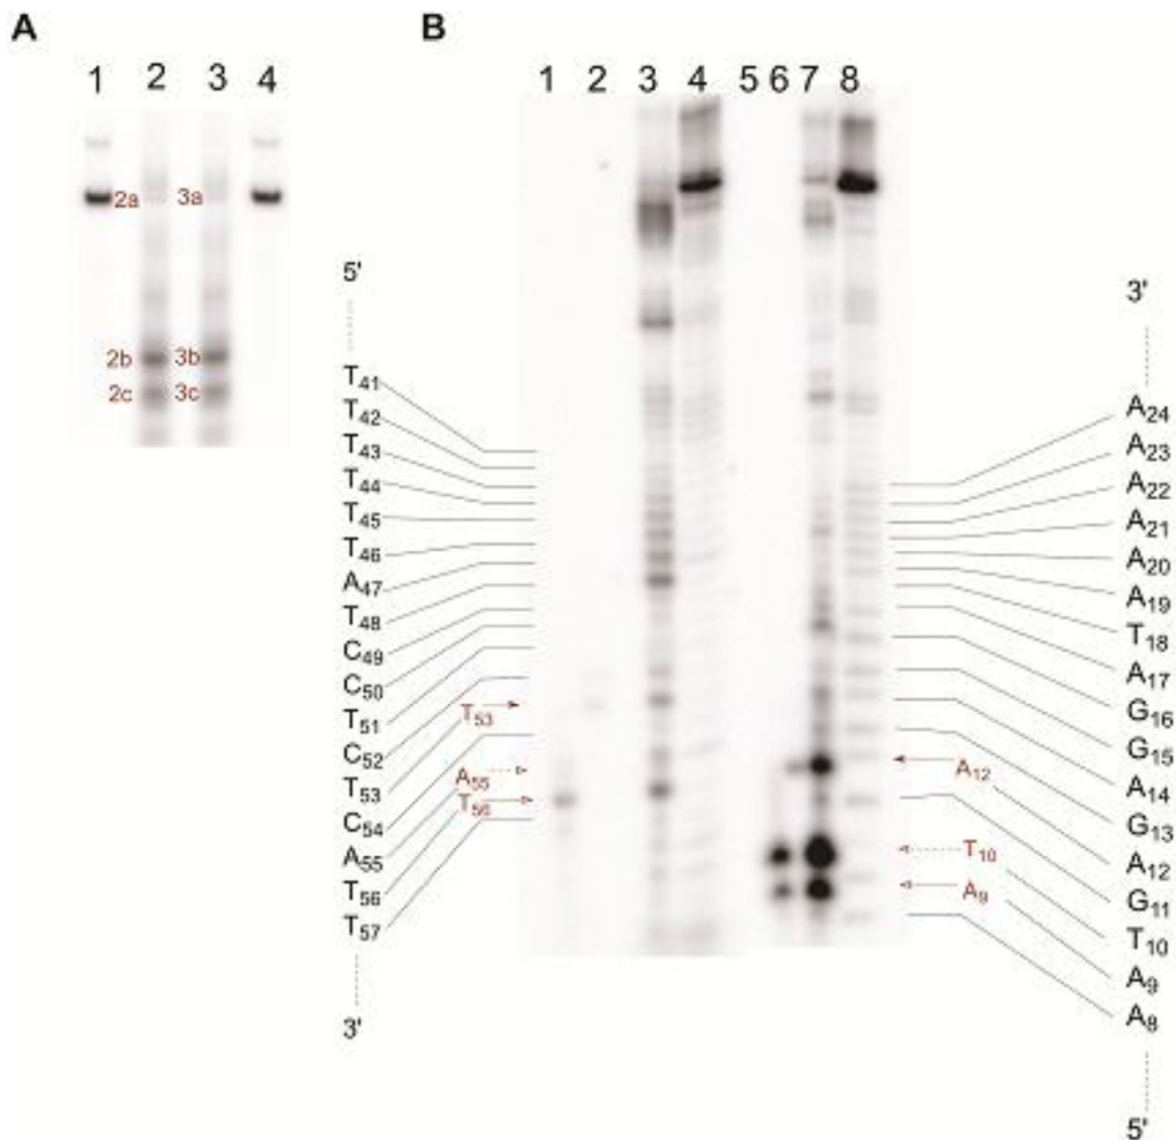 A
B
1 2 3 4
1 2 3 4 5 6 7 8
2a 3a
2b 3b
2c 3c
5'
T41
T42
T43
T44
T45
T46
A47
T48
C49
C50
T51
C52
T53
C54
A55
T56
T57
3'
T53
A55
T56
A12
T10
A9
3'
A24
A23
A22
A21
A20
A19
T18
A17
G16
G15
A14
G13
A12
G11
T10
A9
A8
5'